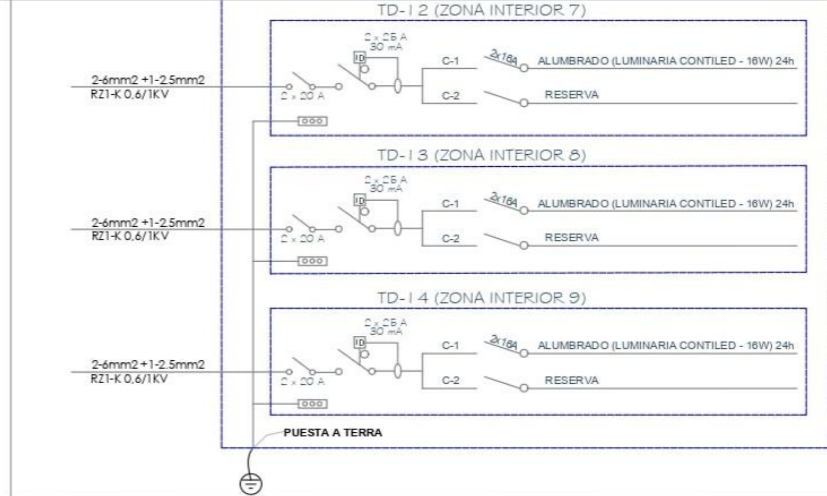 TD-12 (ZONA INTERIOR 7)
2 x 25 A
30 mA
ID
2-6mm2 +1-2.5mm2
RZ1-K 0,6/1KV
2 x 20 A
C-1
2x16A
ALUMBRADO (LUMINARIA CONTILED - 16W) 24h
C-2
RESERVA
TD-13 (ZONA INTERIOR 8)
2 x 25 A
30 mA
ID
2-6mm2 +1-2.5mm2
RZ1-K 0,6/1KV
2 x 20 A
C-1
2x16A
ALUMBRADO (LUMINARIA CONTILED - 16W) 24h
C-2
RESERVA
TD-14 (ZONA INTERIOR 9)
2 x 25 A
30 mA
ID
2-6mm2 +1-2.5mm2
RZ1-K 0,6/1KV
2 x 20 A
C-1
2x16A
ALUMBRADO (LUMINARIA CONTILED - 16W) 24h
C-2
RESERVA
PUESTA A TERRA